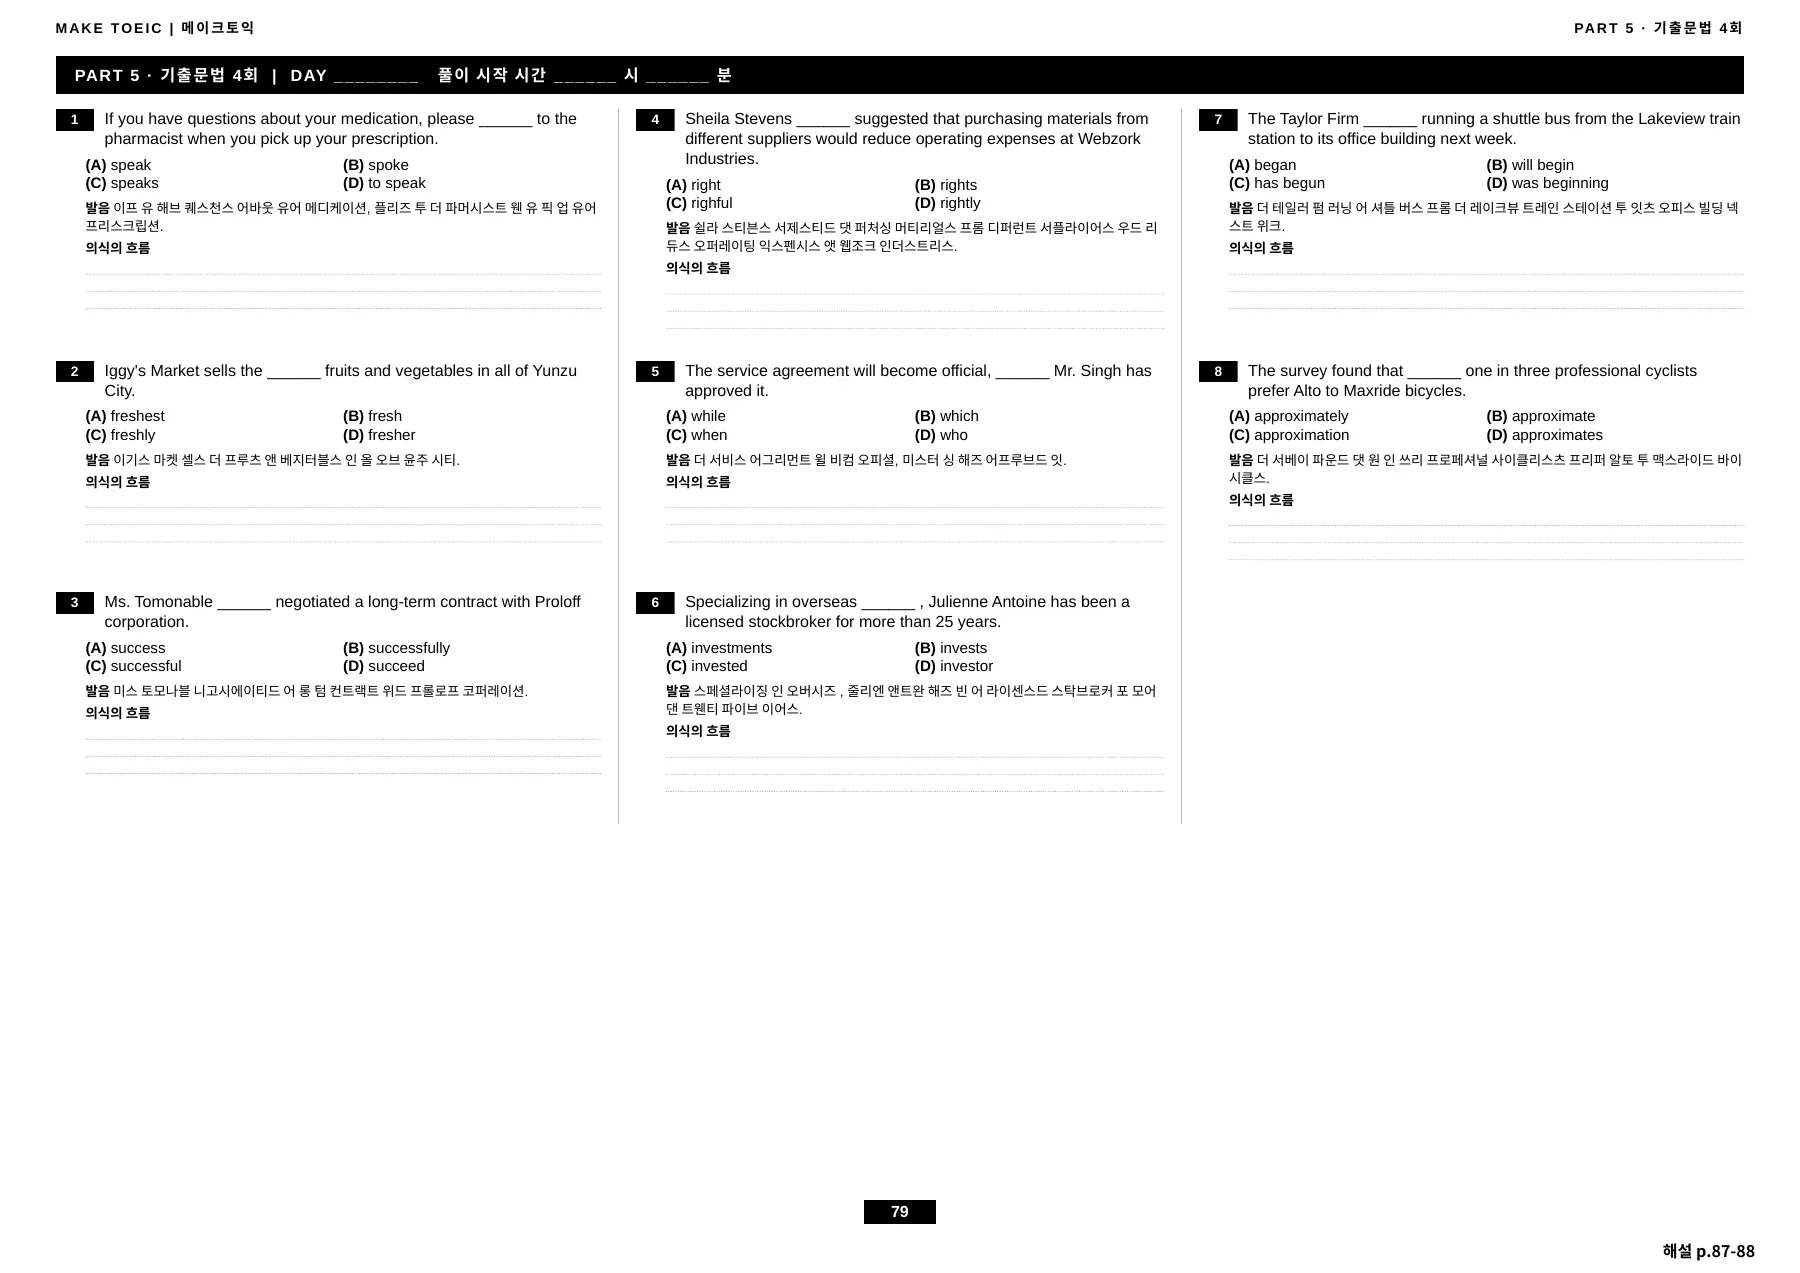 MAKE TOEIC | 메이크토익
PART 5 · 기출문법 4회
PART 5 · 기출문법 4회 | DAY ________ 풀이 시작 시간 ______ 시 ______ 분
1 If you have questions about your medication, please ______ to the
pharmacist when you pick up your prescription.
(A) speak (B) spoke
(C) speaks (D) to speak
발음 이프 유 해브 퀘스천스 어바웃 유어 메디케이션, 플리즈 투 더 파머시스트 웬 유 픽 업 유어
프리스크립션.
의식의 흐름
2 Iggy's Market sells the ______ fruits and vegetables in all of Yunzu
City.
(A) freshest (B) fresh
(C) freshly (D) fresher
발음 이기스 마켓 셀스 더 프루츠 앤 베지터블스 인 올 오브 윤주 시티.
의식의 흐름
3 Ms. Tomonable ______ negotiated a long-term contract with Proloff
corporation.
(A) success (B) successfully
(C) successful (D) succeed
발음 미스 토모나블 니고시에이티드 어 롱 텀 컨트랙트 위드 프롤로프 코퍼레이션.
의식의 흐름
4 Sheila Stevens ______ suggested that purchasing materials from
different suppliers would reduce operating expenses at Webzork
Industries.
(A) right (B) rights
(C) righful (D) rightly
발음 쉴라 스티븐스 서제스티드 댓 퍼처싱 머티리얼스 프롬 디퍼런트 서플라이어스 우드 리
듀스 오퍼레이팅 익스펜시스 앳 웹조크 인더스트리스.
의식의 흐름
5 The service agreement will become official, ______ Mr. Singh has
approved it.
(A) while (B) which
(C) when (D) who
발음 더 서비스 어그리먼트 윌 비컴 오피셜, 미스터 싱 해즈 어프루브드 잇.
의식의 흐름
6 Specializing in overseas ______ , Julienne Antoine has been a
licensed stockbroker for more than 25 years.
(A) investments (B) invests
(C) invested (D) investor
발음 스페셜라이징 인 오버시즈 , 줄리엔 앤트완 해즈 빈 어 라이센스드 스탁브로커 포 모어
댄 트웬티 파이브 이어스.
의식의 흐름
7 The Taylor Firm ______ running a shuttle bus from the Lakeview train
station to its office building next week.
(A) began (B) will begin
(C) has begun (D) was beginning
발음 더 테일러 펌 러닝 어 셔틀 버스 프롬 더 레이크뷰 트레인 스테이션 투 잇츠 오피스 빌딩 넥
스트 위크.
의식의 흐름
8 The survey found that ______ one in three professional cyclists
prefer Alto to Maxride bicycles.
(A) approximately (B) approximate
(C) approximation (D) approximates
발음 더 서베이 파운드 댓 원 인 쓰리 프로페셔널 사이클리스츠 프리퍼 알토 투 맥스라이드 바이
시클스.
의식의 흐름
79
해설 p.87-88